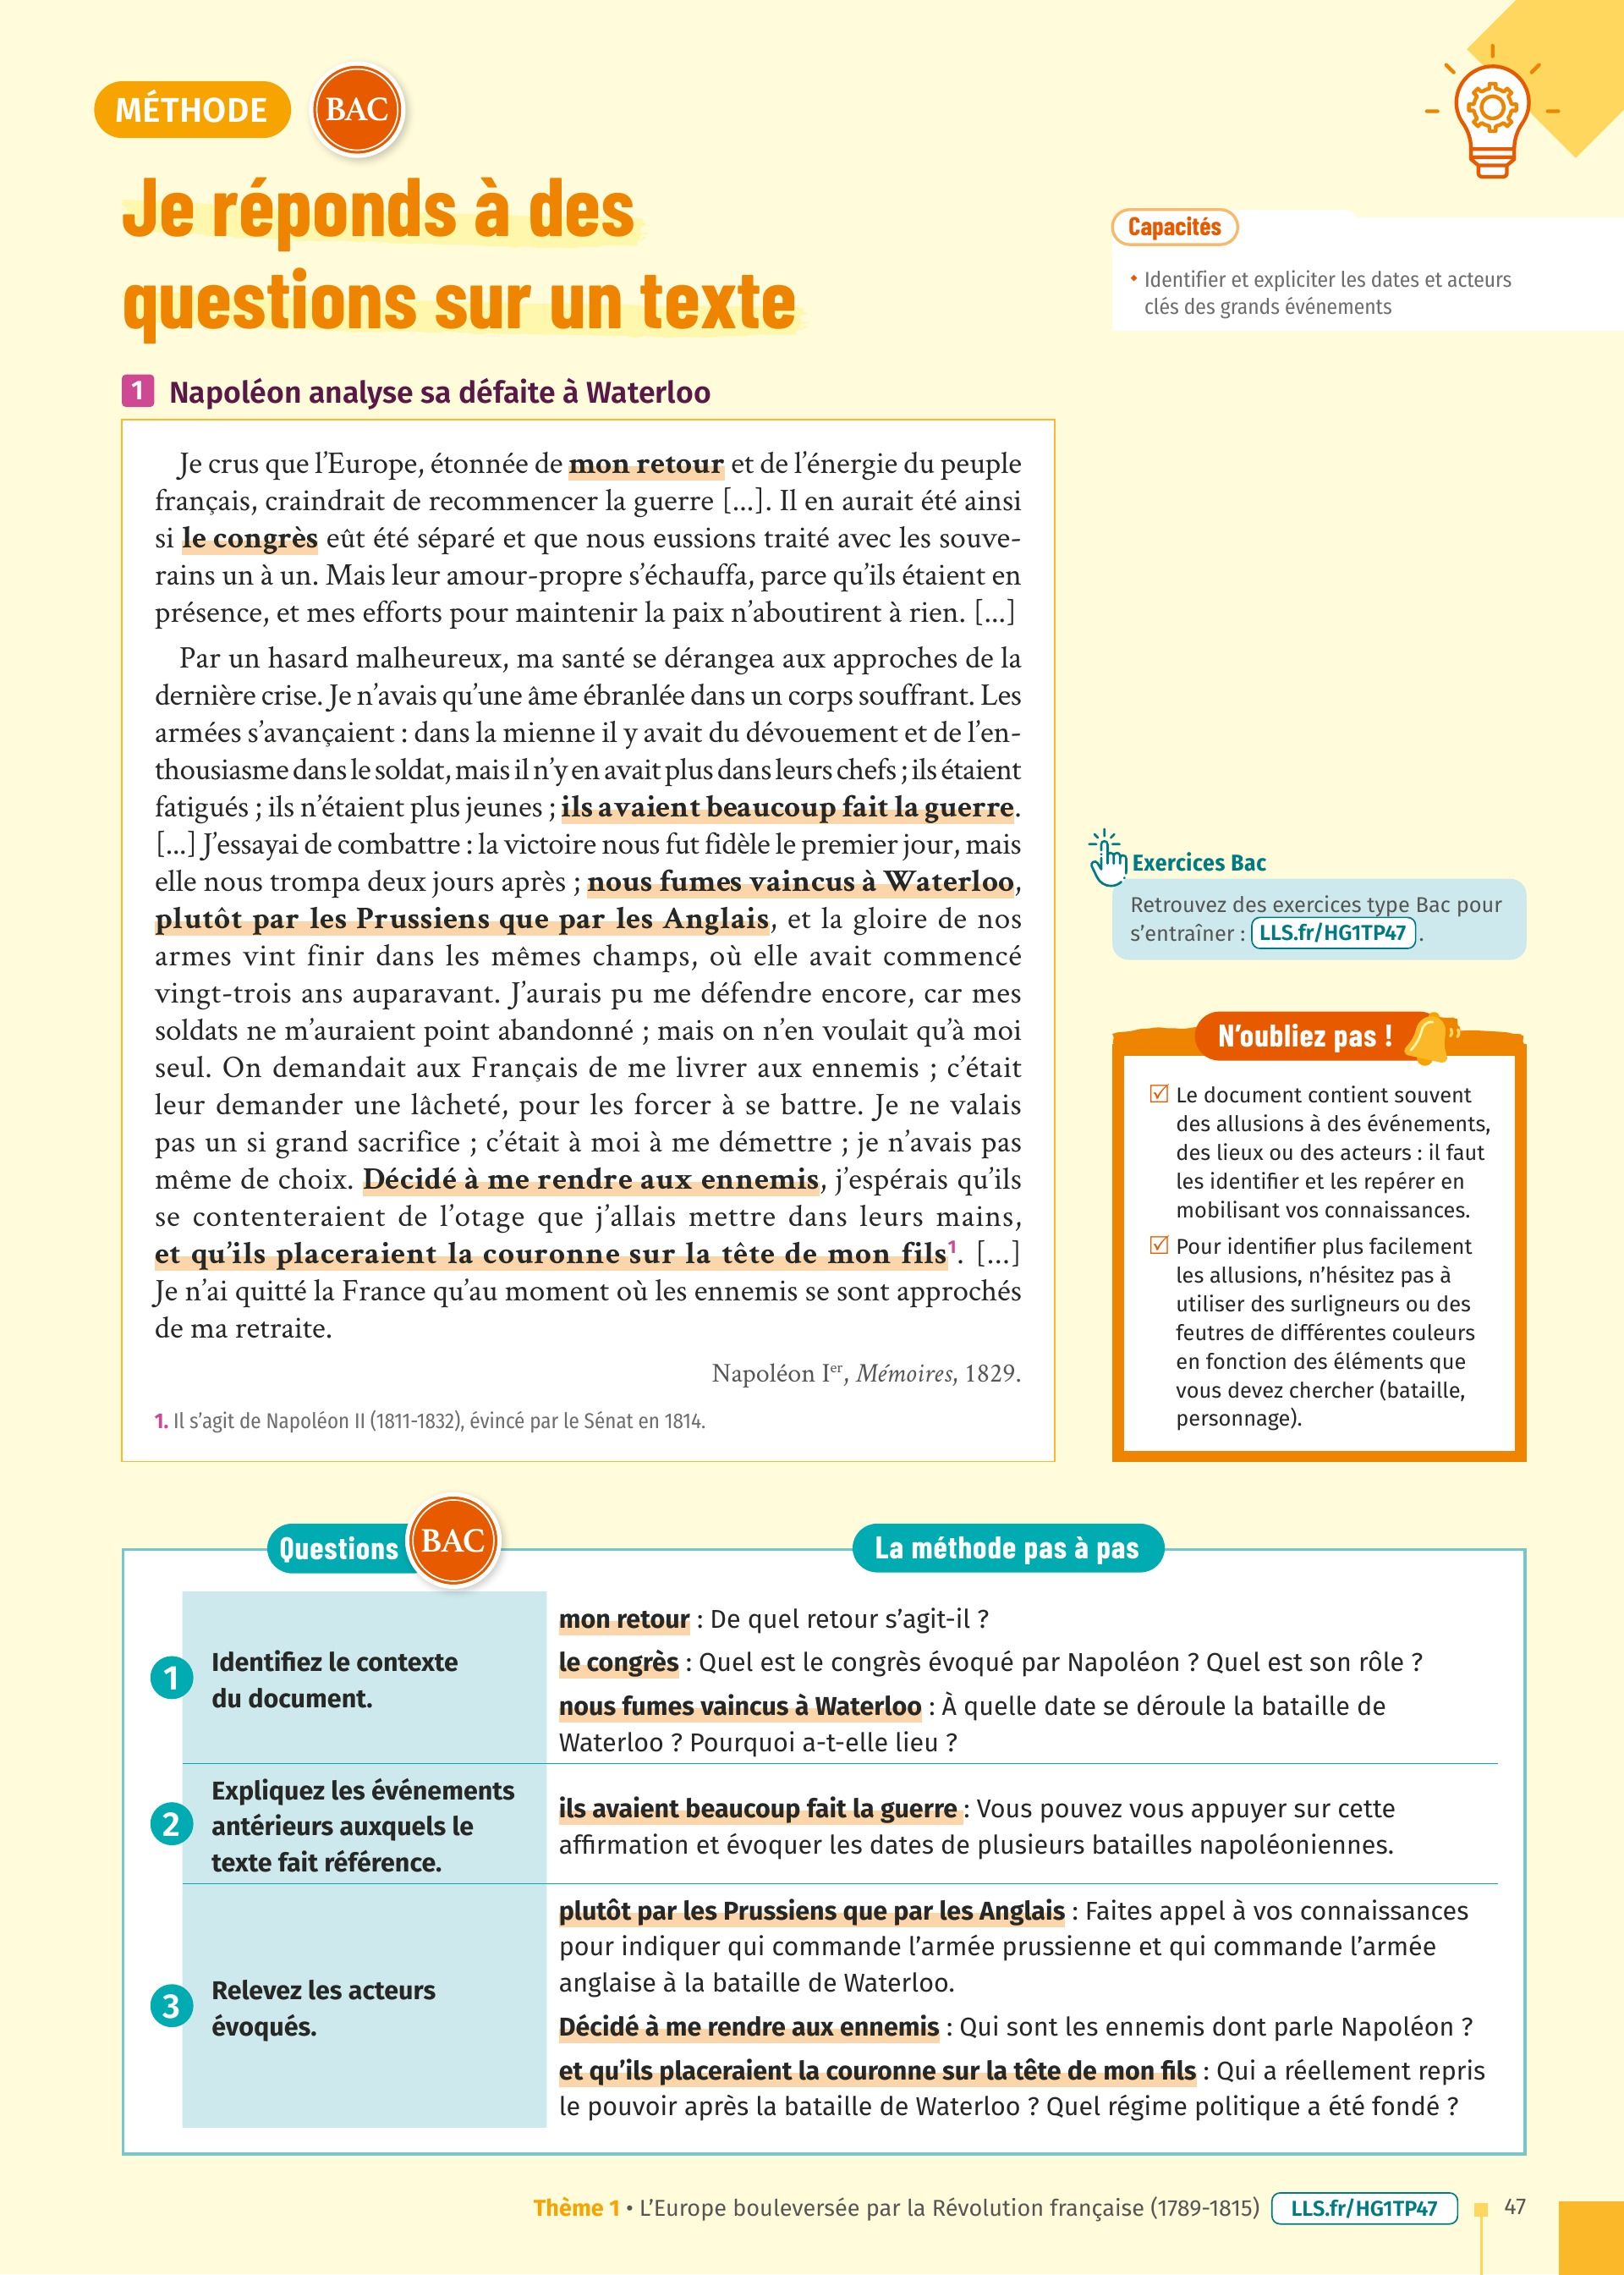 MÉTHODE
BAC
Je réponds à des
questions sur un texte
Capacités
• Identifier et expliciter les dates et acteurs
clés des grands événements
1 Napoléon analyse sa défaite à Waterloo
Je crus que l’Europe, étonnée de mon retour et de l’énergie du peuple
français, craindrait de recommencer la guerre [...]. Il en aurait été ainsi
si le congrès eût été séparé et que nous eussions traité avec les souve-
rains un à un. Mais leur amour-propre s’échauffa, parce qu’ils étaient en
présence, et mes efforts pour maintenir la paix n’aboutirent à rien. [...]
Par un hasard malheureux, ma santé se dérangea aux approches de la
dernière crise. Je n’avais qu’une âme ébranlée dans un corps souffrant. Les
armées s’avançaient : dans la mienne il y avait du dévouement et de l’en-
thousiasme dans le soldat, mais il n’y en avait plus dans leurs chefs ; ils étaient
fatigués ; ils n’étaient plus jeunes ; ils avaient beaucoup fait la guerre.
[...] J’essayai de combattre : la victoire nous fut fidèle le premier jour, mais
elle nous trompa deux jours après ; nous fumes vaincus à Waterloo,
plutôt par les Prussiens que par les Anglais, et la gloire de nos
armes vint finir dans les mêmes champs, où elle avait commencé
vingt-trois ans auparavant. J’aurais pu me défendre encore, car mes
soldats ne m’auraient point abandonné ; mais on n’en voulait qu’à moi
seul. On demandait aux Français de me livrer aux ennemis ; c’était
leur demander une lâcheté, pour les forcer à se battre. Je ne valais
pas un si grand sacrifice ; c’était à moi à me démettre ; je n’avais pas
même de choix. Décidé à me rendre aux ennemis, j’espérais qu’ils
se contenteraient de l’otage que j’allais mettre dans leurs mains,
et qu’ils placeraient la couronne sur la tête de mon fils¹. [...]
Je n’ai quitté la France qu’au moment où les ennemis se sont approchés
de ma retraite.
Napoléon Ier, Mémoires, 1829.
1. Il s’agit de Napoléon II (1811-1832), évincé par le Sénat en 1814.
Exercices Bac
Retrouvez des exercices type Bac pour
s’entraîner : LLS.fr/HG1TP47 .
N’oubliez pas !
Le document contient souvent
des allusions à des événements,
des lieux ou des acteurs : il faut
les identifier et les repérer en
mobilisant vos connaissances.
Pour identifier plus facilement
les allusions, n’hésitez pas à
utiliser des surligneurs ou des
feutres de différentes couleurs
en fonction des éléments que
vous devez chercher (bataille,
personnage).
Questions BAC
La méthode pas à pas
1
Identifiez le contexte
du document.
mon retour : De quel retour s’agit-il ?
le congrès : Quel est le congrès évoqué par Napoléon ? Quel est son rôle ?
nous fumes vaincus à Waterloo : À quelle date se déroule la bataille de
Waterloo ? Pourquoi a-t-elle lieu ?
2
Expliquez les événements
antérieurs auxquels le
texte fait référence.
ils avaient beaucoup fait la guerre : Vous pouvez vous appuyer sur cette
affirmation et évoquer les dates de plusieurs batailles napoléoniennes.
3
Relevez les acteurs
évoqués.
plutôt par les Prussiens que par les Anglais : Faites appel à vos connaissances
pour indiquer qui commande l’armée prussienne et qui commande l’armée
anglaise à la bataille de Waterloo.
Décidé à me rendre aux ennemis : Qui sont les ennemis dont parle Napoléon ?
et qu’ils placeraient la couronne sur la tête de mon fils : Qui a réellement repris
le pouvoir après la bataille de Waterloo ? Quel régime politique a été fondé ?
Thème 1 • L’Europe bouleversée par la Révolution française (1789-1815) LLS.fr/HG1TP47 47